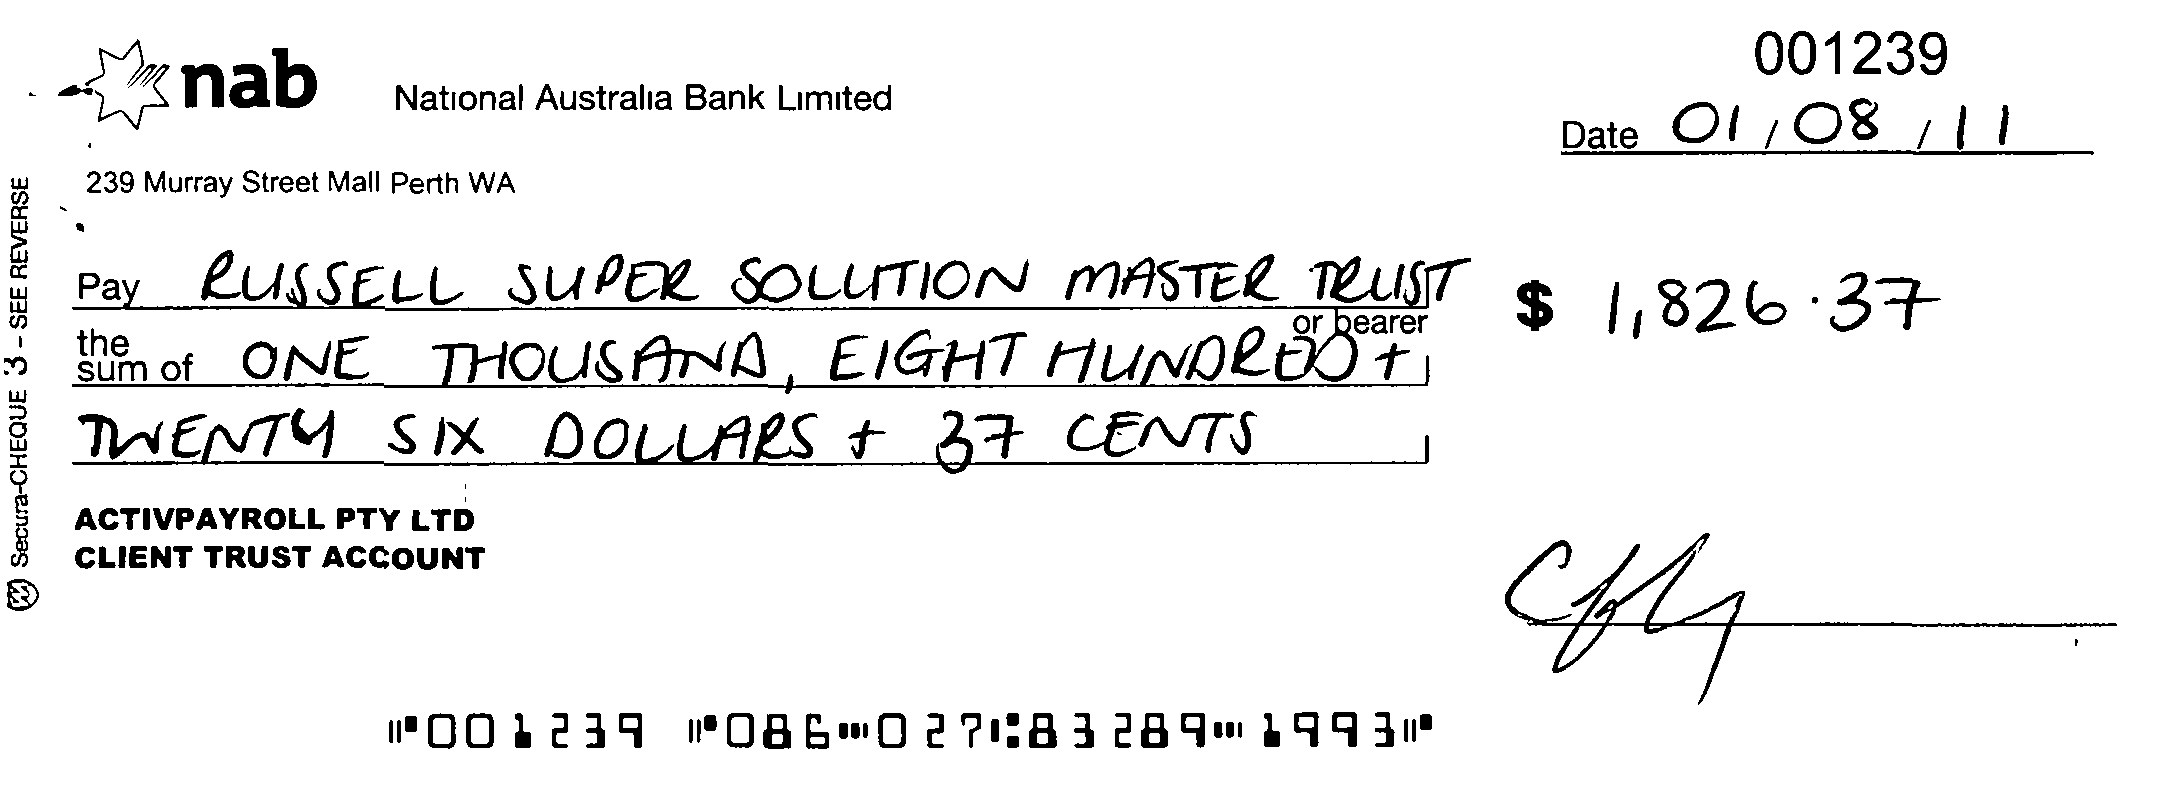 nab National Australia Bank Limited
001239
Date 01/08/11
239 Murray Street Mall Perth WA
Pay RUSSELL SUPER SOLUTION MASTER TRUST
or bearer
$ 1,826.37
the sum of ONE THOUSAND, EIGHT HUNDRED +
TWENTY SIX DOLLARS + 37 CENTS
ACTIVPAYROLL PTY LTD
CLIENT TRUST ACCOUNT
Secura-CHEQUE 3 - SEE REVERSE
⑈001239 ⑈086⑉027⑆83289⑉1993⑈